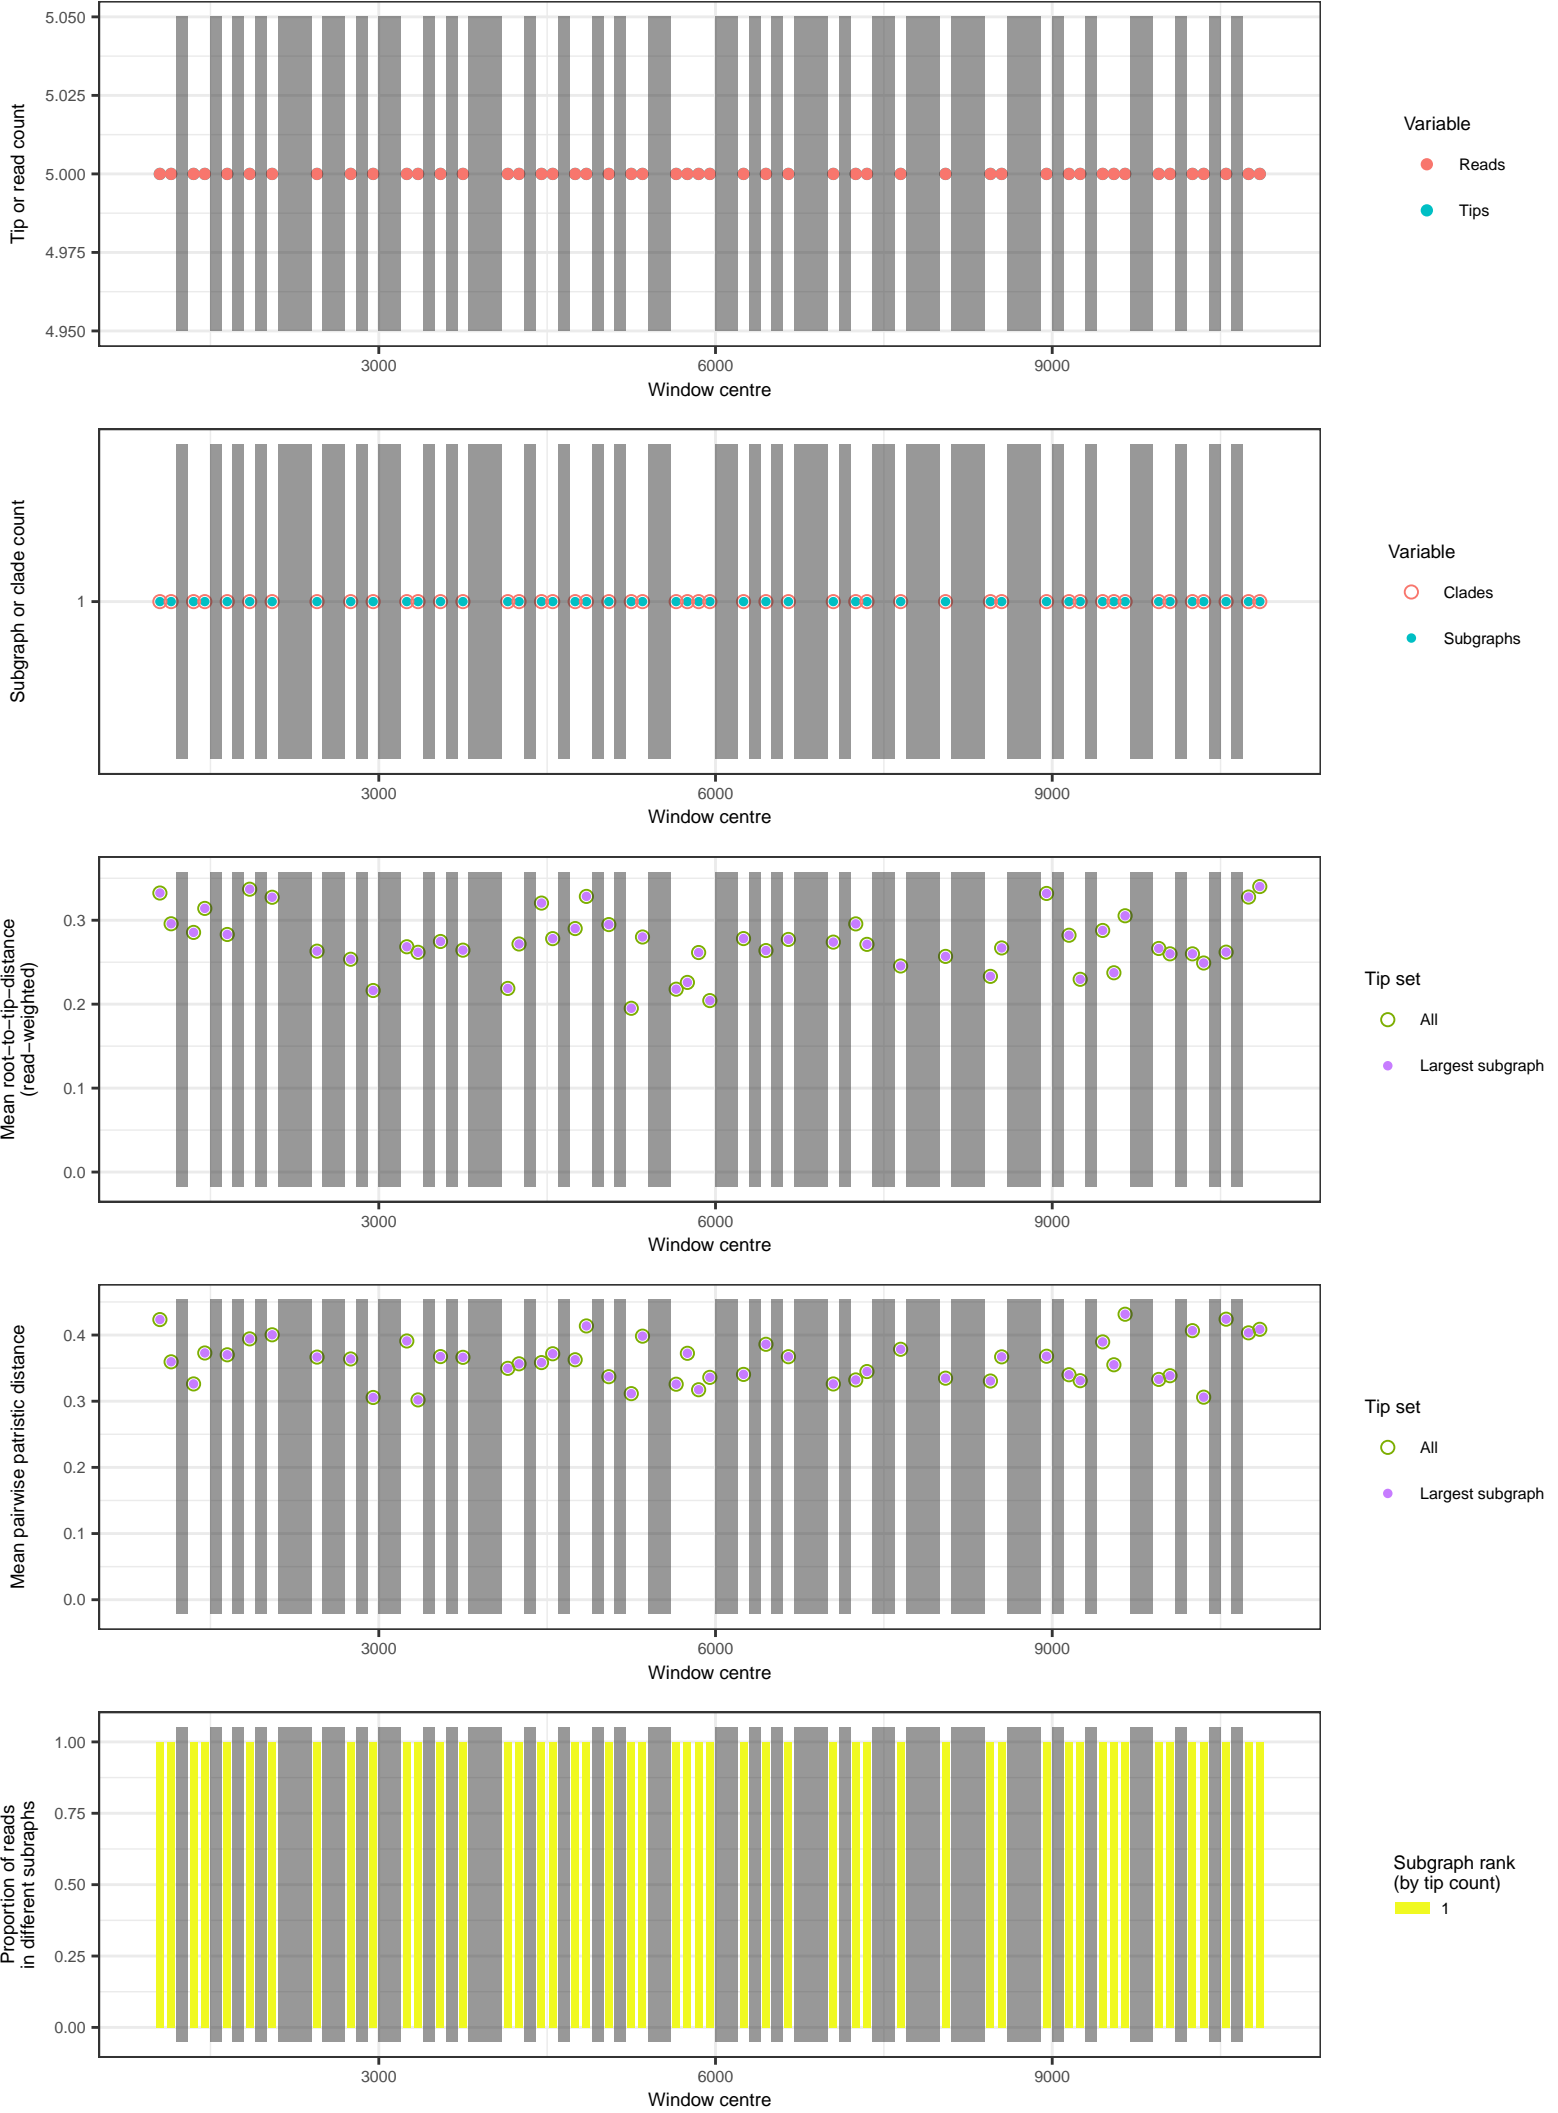 5.050
5.025
5.000
4.975
4.950
Tip or read count
3000 6000 9000
Window centre
Variable
Reads
Tips
1
Subgraph or clade count
3000 6000 9000
Window centre
Variable
Clades
Subgraphs
0.3
0.2
0.1
0.0
Mean root−to−tip−distance
(read−weighted)
3000 6000 9000
Window centre
Tip set
All
Largest subgraph
0.4
0.3
0.2
0.1
0.0
Mean pairwise patristic distance
3000 6000 9000
Window centre
Tip set
All
Largest subgraph
1.00
0.75
0.50
0.25
0.00
Proportion of reads
in different subraphs
3000 6000 9000
Window centre
Subgraph rank
(by tip count)
1